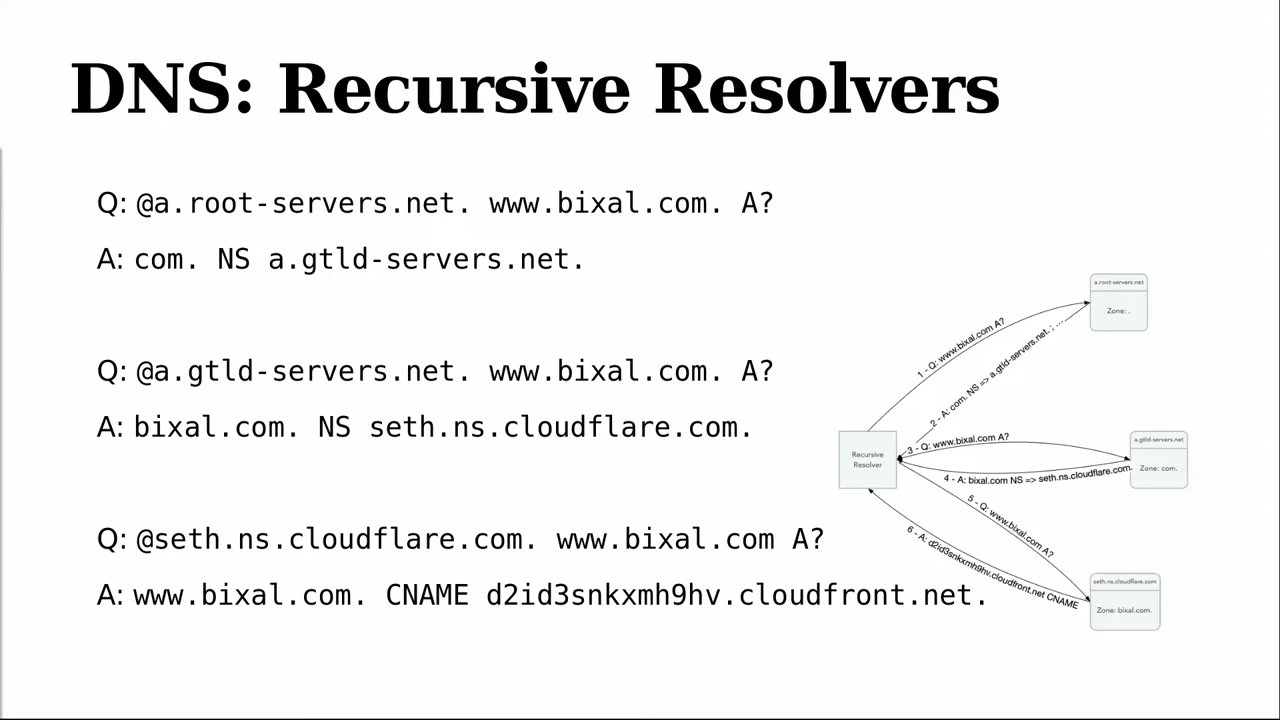 DNS: Recursive Resolvers
Q: @a.root-servers.net. www.bixal.com. A?
A: com. NS a.gtld-servers.net.
Q: @a.gtld-servers.net. www.bixal.com. A?
A: bixal.com. NS seth.ns.cloudflare.com.
Q: @seth.ns.cloudflare.com. www.bixal.com A?
A: www.bixal.com. CNAME d2id3snkxmh9hv.cloudfront.net.
a.root-servers.net
Zone: .
1 - Q: www.bixal.com A?
2 - A: com. NS => a.gtld-servers.net. ; ...
Recursive
Resolver
3 - Q: www.bixal.com A?
4 - A: bixal.com NS => seth.ns.cloudflare.com.
a.gtld-servers.net
Zone: com.
5 - Q: www.bixal.com A?
6 - A: d2id3snkxmh9hv.cloudfront.net CNAME
seth.ns.cloudflare.com
Zone: bixal.com.